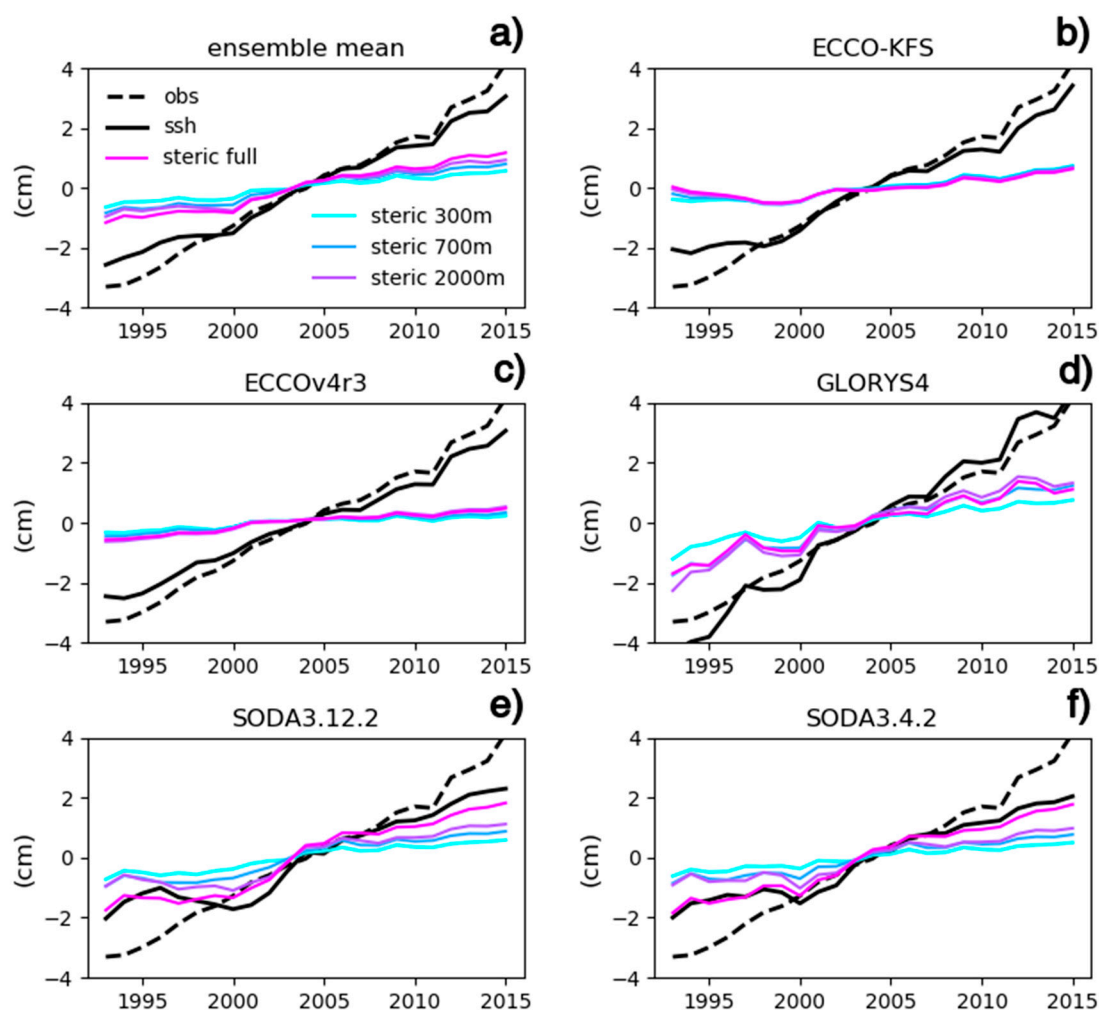 a)
ensemble mean
4
2
0
−2
−4
(cm)
obs
ssh
steric full
steric 300m
steric 700m
steric 2000m
1995 2000 2005 2010 2015
b)
ECCO-KFS
4
2
0
−2
−4
(cm)
1995 2000 2005 2010 2015
c)
ECCOv4r3
4
2
0
−2
−4
(cm)
1995 2000 2005 2010 2015
d)
GLORYS4
4
2
0
−2
−4
(cm)
1995 2000 2005 2010 2015
e)
SODA3.12.2
4
2
0
−2
−4
(cm)
1995 2000 2005 2010 2015
f)
SODA3.4.2
4
2
0
−2
−4
(cm)
1995 2000 2005 2010 2015